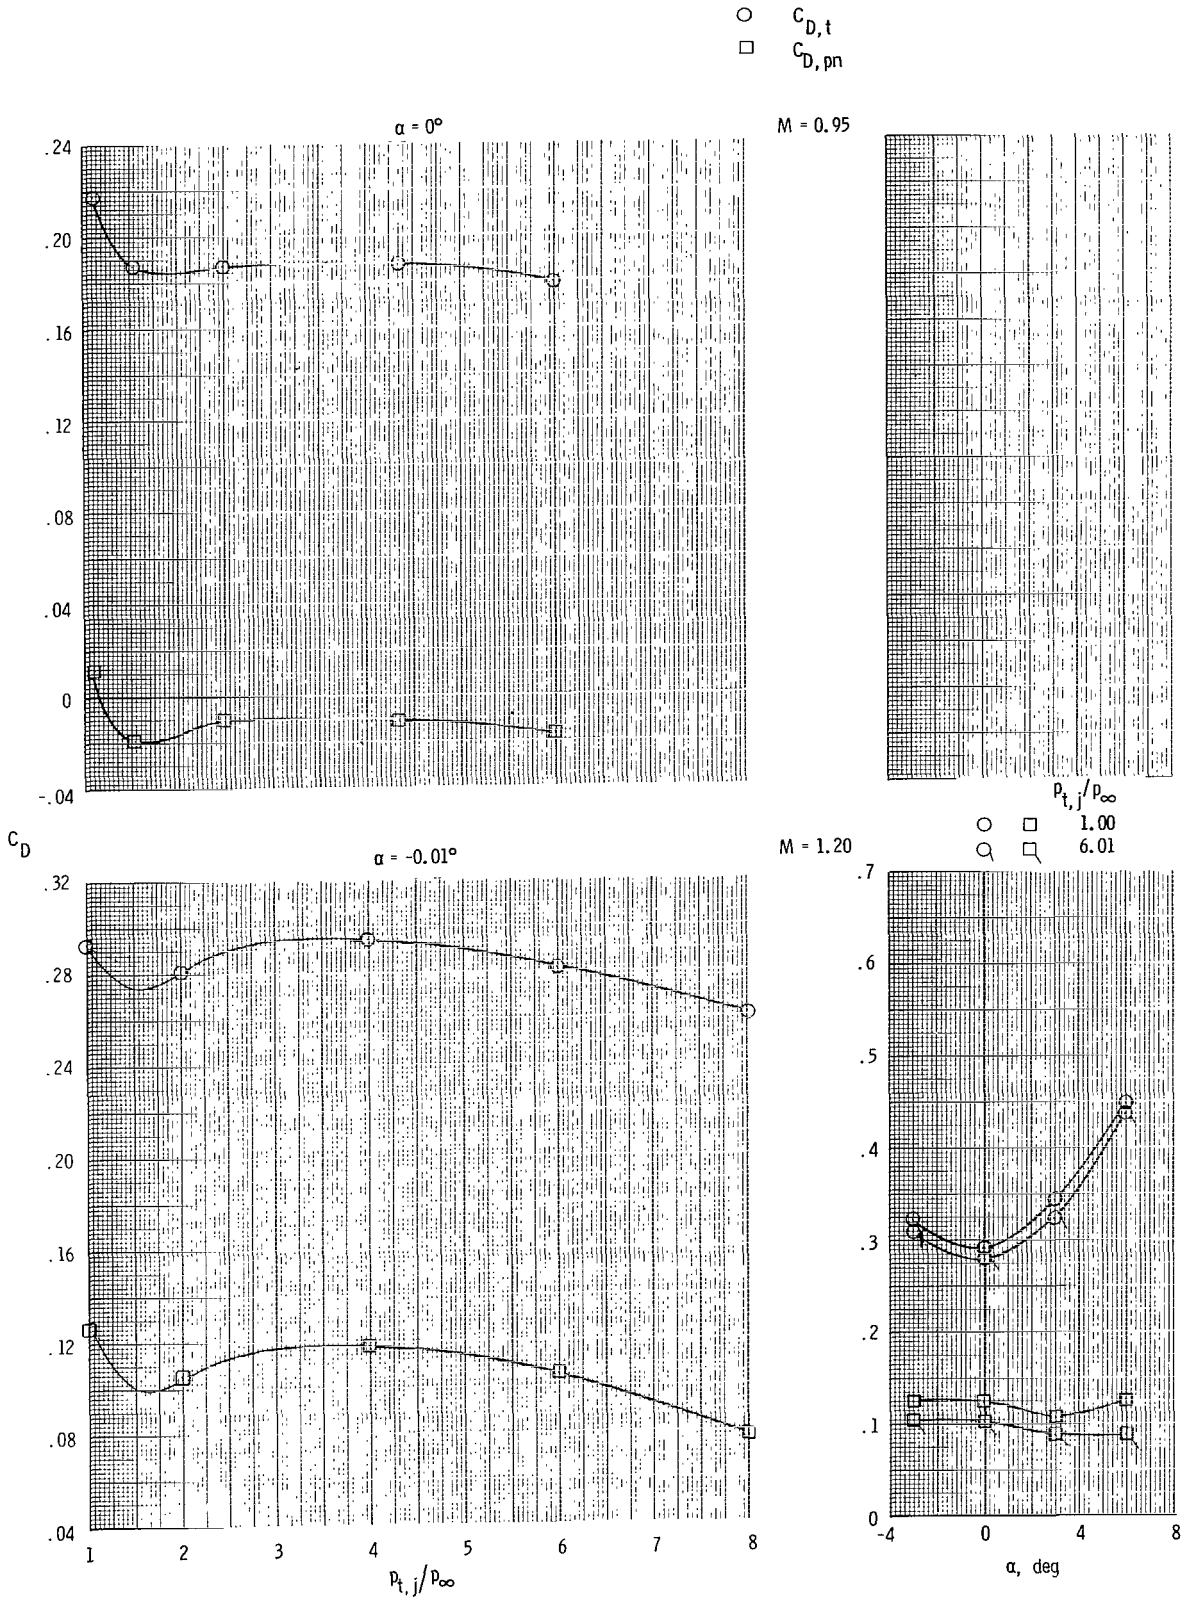 C_D,t
C_D,pn
α = 0°
M = 0.95
.24
.20
.16
.12
.08
.04
0
-.04
C_D
p_t,j/p_∞
1.00
6.01
α = -0.01°
M = 1.20
.32
.28
.24
.20
.16
.12
.08
.04
1 2 3 4 5 6 7 8
p_t,j/p_∞
.7
.6
.5
.4
.3
.2
.1
0
-4 0 4 8
α, deg